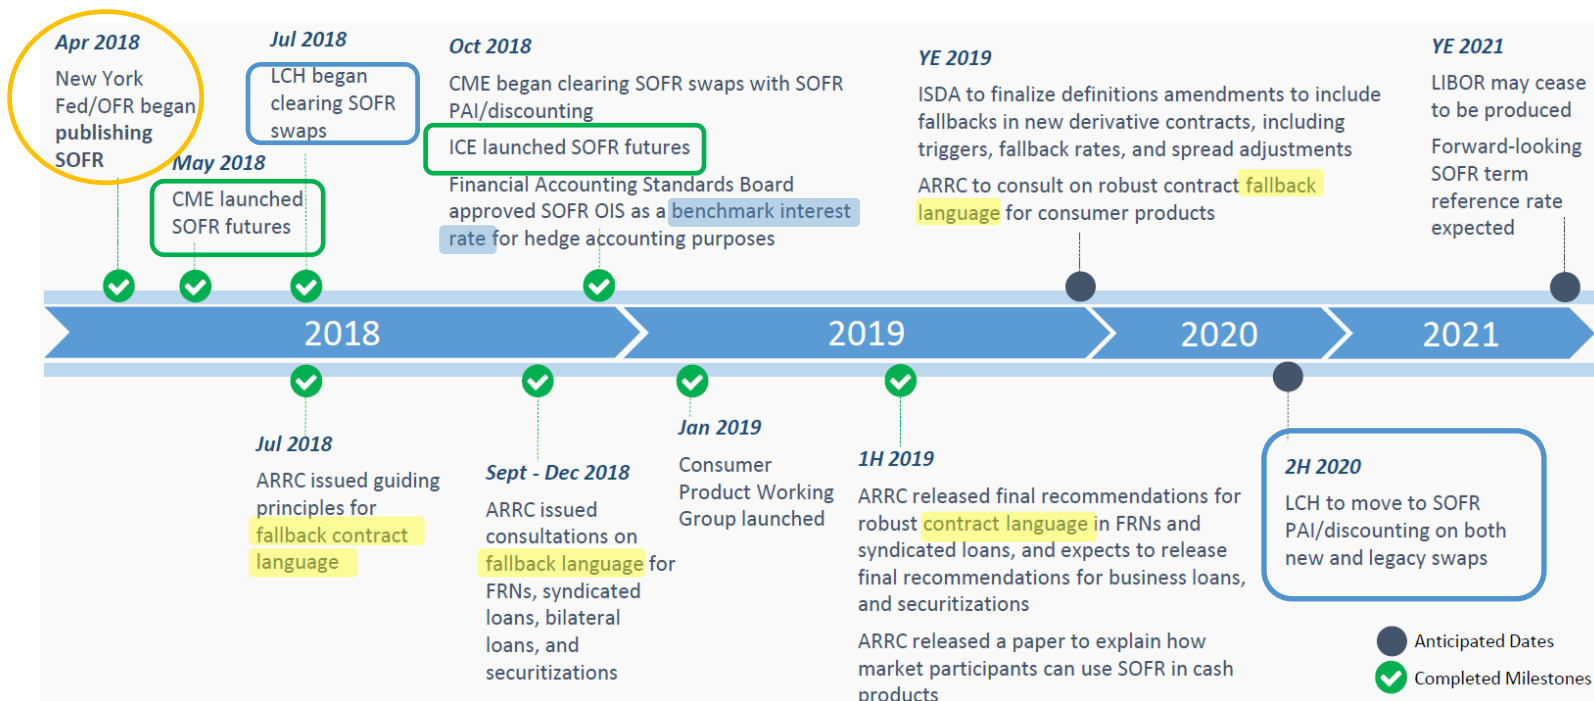 Apr 2018
New York
Fed/OFR began
publishing
SOFR
May 2018
CME launched
SOFR futures
Jul 2018
LCH began
clearing SOFR
swaps
Oct 2018
CME began clearing SOFR swaps with SOFR
PAI/discounting
ICE launched SOFR futures
Financial Accounting Standards Board
approved SOFR OIS as a benchmark interest
rate for hedge accounting purposes
YE 2019
ISDA to finalize definitions amendments to include
fallbacks in new derivative contracts, including
triggers, fallback rates, and spread adjustments
ARRC to consult on robust contract fallback
language for consumer products
YE 2021
LIBOR may cease
to be produced
Forward-looking
SOFR term
reference rate
expected
2018
2019
2020
2021
Jul 2018
ARRC issued guiding
principles for
fallback contract
language
Sept - Dec 2018
ARRC issued
consultations on
fallback language for
FRNs, syndicated
loans, bilateral
loans, and
securitizations
Jan 2019
Consumer
Product Working
Group launched
1H 2019
ARRC released final recommendations for
robust contract language in FRNs and
syndicated loans, and expects to release
final recommendations for business loans,
and securitizations
ARRC released a paper to explain how
market participants can use SOFR in cash
products
2H 2020
LCH to move to SOFR
PAI/discounting on both
new and legacy swaps
Anticipated Dates
Completed Milestones